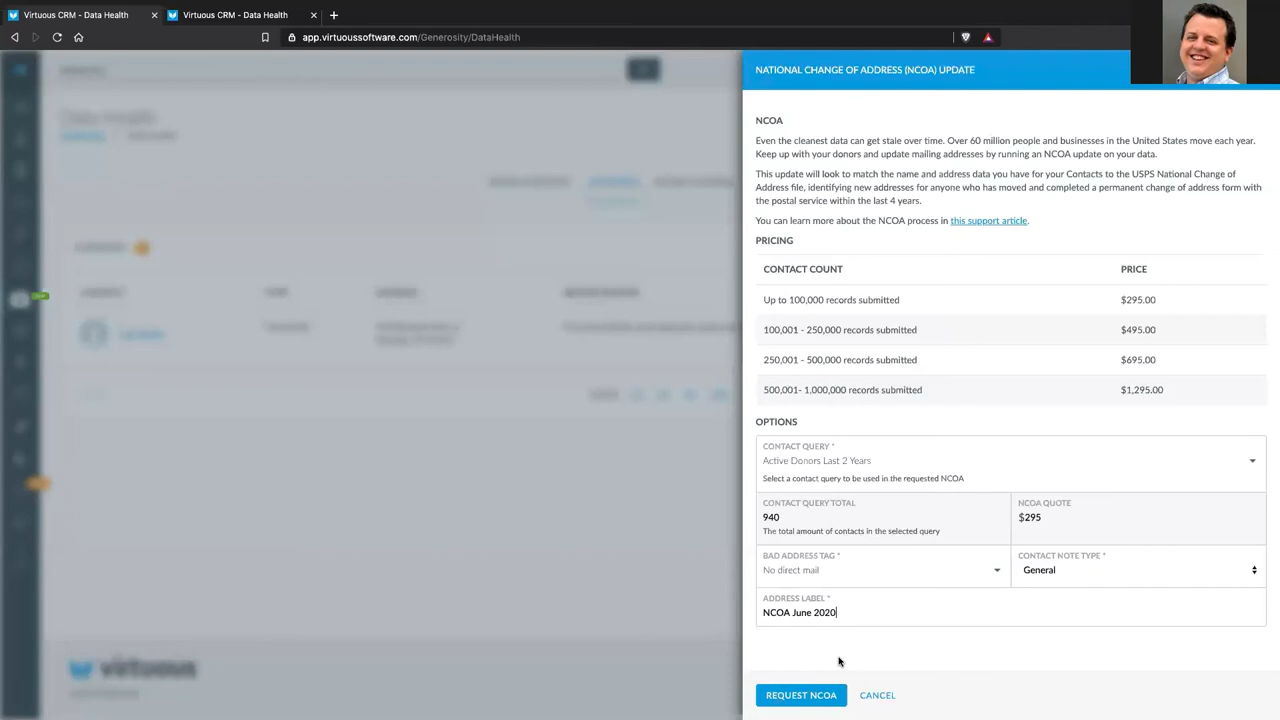 Virtuous CRM - Data Health
Virtuous CRM - Data Health
app.virtuoussoftware.com/Generosity/DataHealth
Data Health
virtuous
NATIONAL CHANGE OF ADDRESS (NCOA) UPDATE
NCOA
Even the cleanest data can get stale over time. Over 60 million people and businesses in the United States move each year.
Keep up with your donors and update mailing addresses by running an NCOA update on your data.
This update will look to match the name and address data you have for your Contacts to the USPS National Change of
Address file, identifying new addresses for anyone who has moved and completed a permanent change of address form with
the postal service within the last 4 years.
You can learn more about the NCOA process in this support article.
PRICING
CONTACT COUNT PRICE
Up to 100,000 records submitted $295.00
100,001 - 250,000 records submitted $495.00
250,001 - 500,000 records submitted $695.00
500,001- 1,000,000 records submitted $1,295.00
OPTIONS
CONTACT QUERY *
Active Donors Last 2 Years
Select a contact query to be used in the requested NCOA
CONTACT QUERY TOTAL NCOA QUOTE
940 $295
The total amount of contacts in the selected query
BAD ADDRESS TAG * CONTACT NOTE TYPE *
No direct mail General
ADDRESS LABEL *
NCOA June 2020
REQUEST NCOA CANCEL